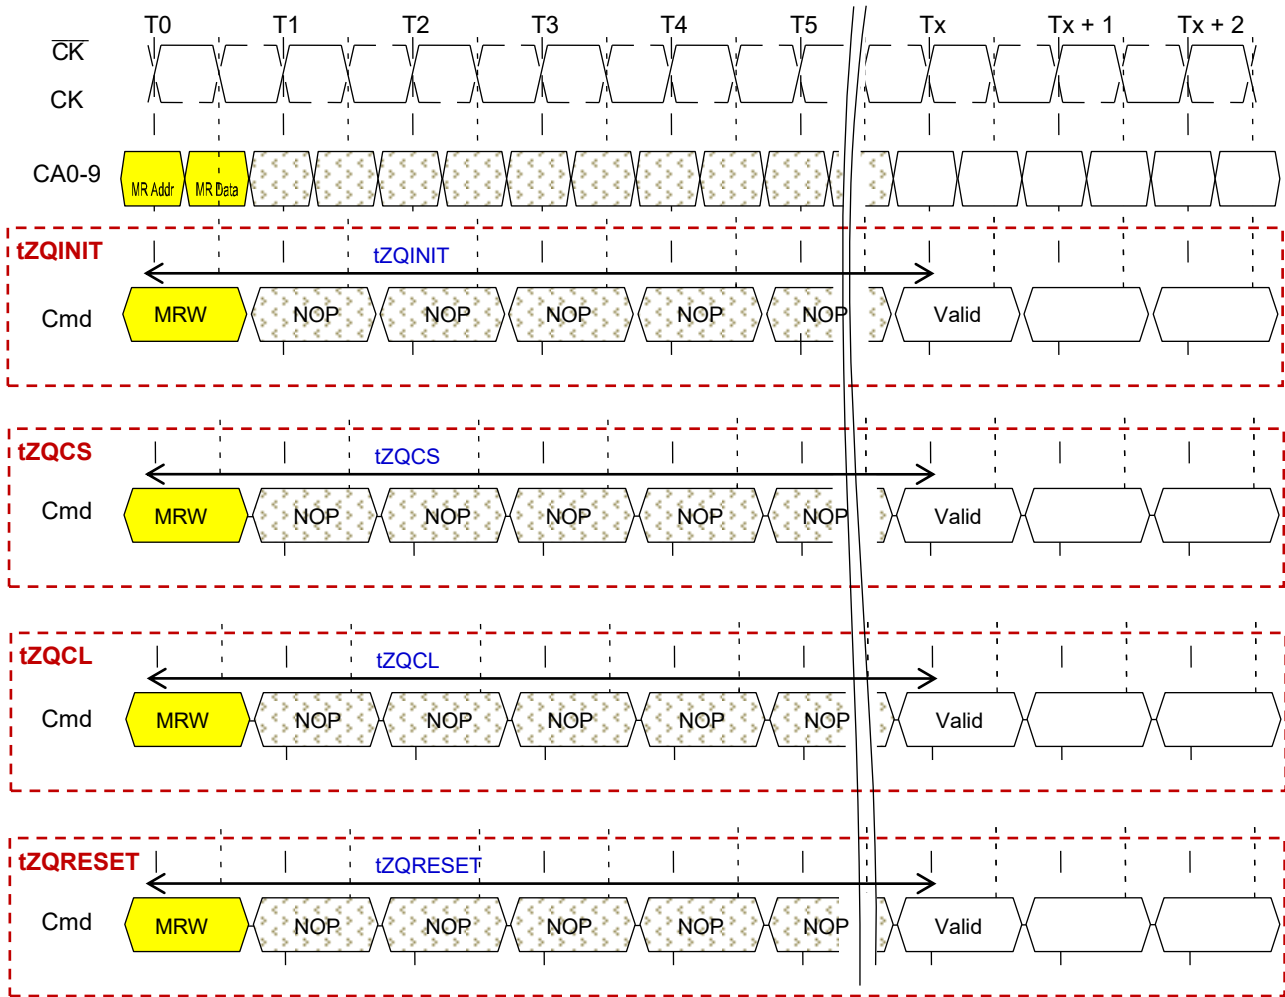 T0 T1 T2 T3 T4 T5 Tx Tx + 1 Tx + 2
CK
CK
CA0-9 MR Addr MR Data
tZQINIT
tZQINIT
Cmd MRW NOP NOP NOP NOP NOP Valid
tZQCS
tZQCS
Cmd MRW NOP NOP NOP NOP NOP Valid
tZQCL
tZQCL
Cmd MRW NOP NOP NOP NOP NOP Valid
tZQRESET
tZQRESET
Cmd MRW NOP NOP NOP NOP NOP Valid